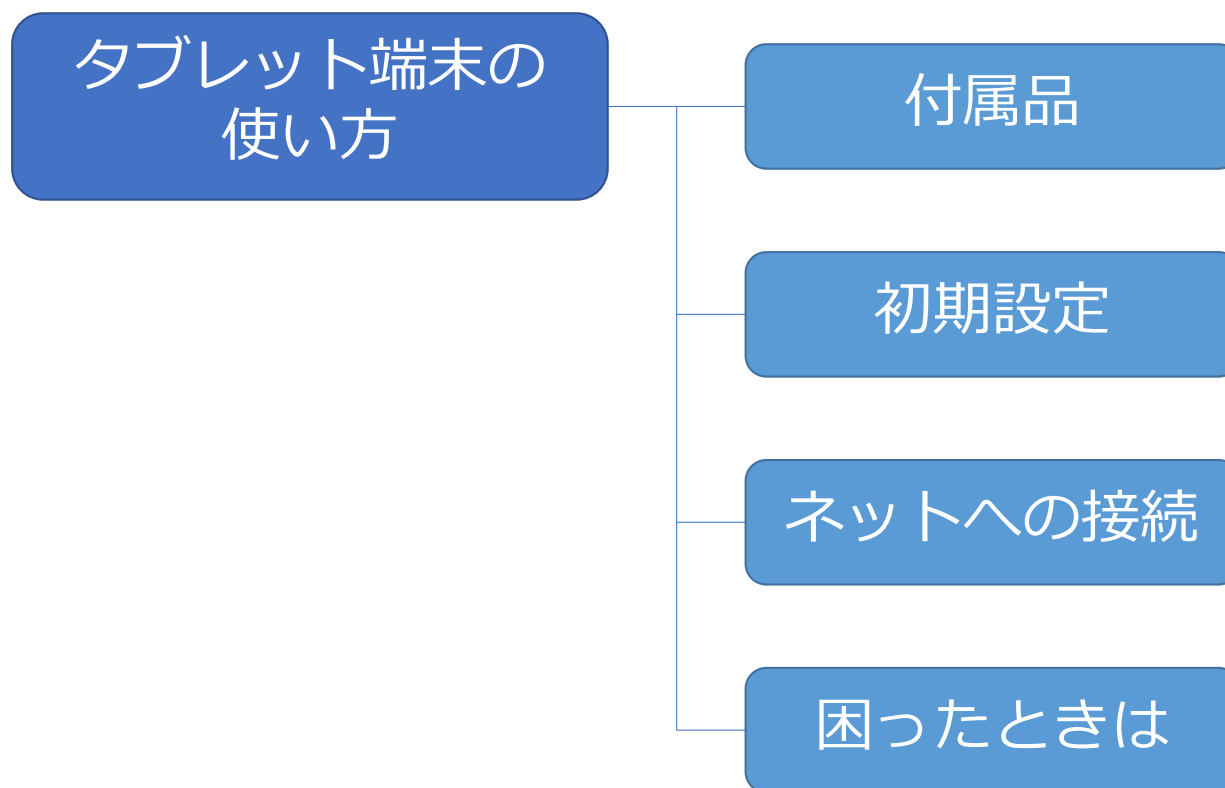 タブレット端末の
使い方
付属品
初期設定
ネットへの接続
困ったときは